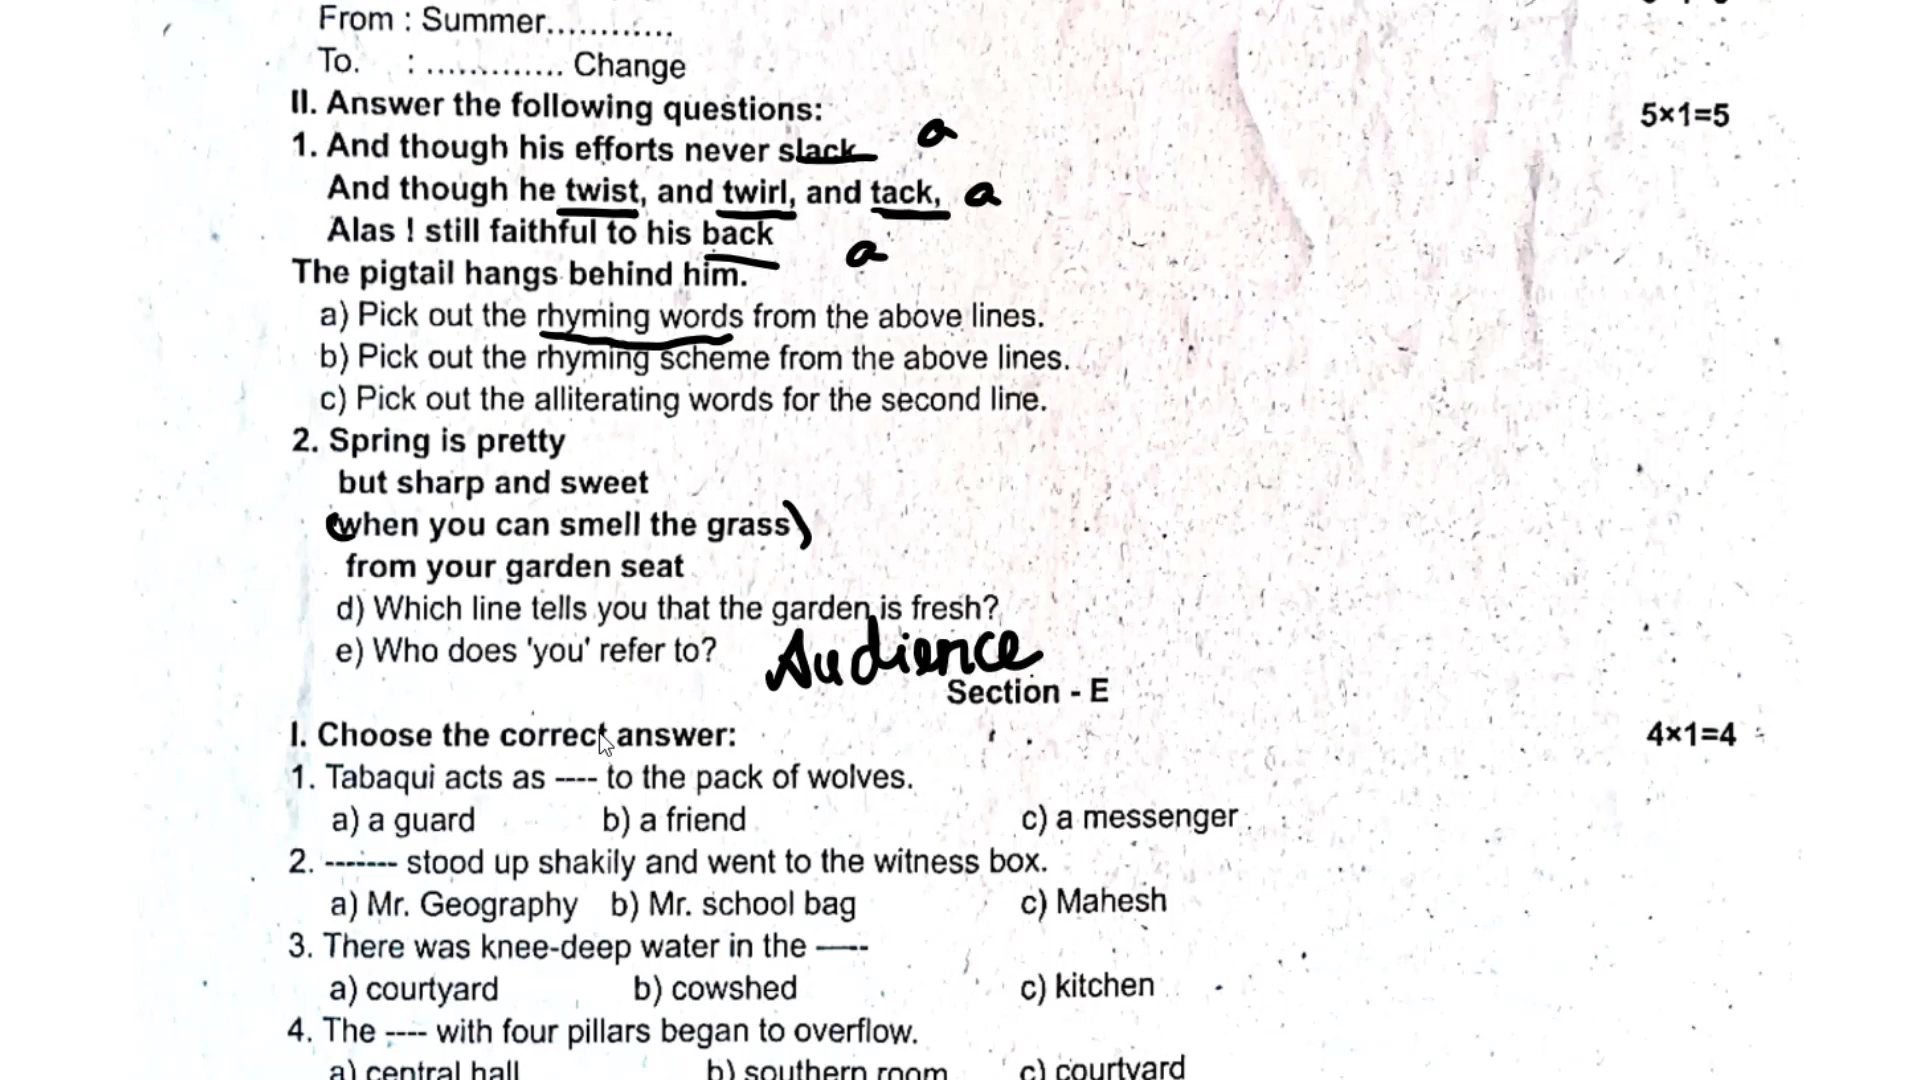 From : Summer............
To. : ............. Change
II. Answer the following questions: 5×1=5
1. And though his efforts never slack a
And though he twist, and twirl, and tack, a
Alas ! still faithful to his back a
The pigtail hangs behind him.
a) Pick out the rhyming words from the above lines.
b) Pick out the rhyming scheme from the above lines.
c) Pick out the alliterating words for the second line.
2. Spring is pretty
but sharp and sweet
(when you can smell the grass)
from your garden seat
d) Which line tells you that the garden is fresh?
e) Who does 'you' refer to? Audience
Section - E
I. Choose the correct answer: 4×1=4
1. Tabaqui acts as ---- to the pack of wolves.
a) a guard b) a friend c) a messenger
2. ------- stood up shakily and went to the witness box.
a) Mr. Geography b) Mr. school bag c) Mahesh
3. There was knee-deep water in the -----
a) courtyard b) cowshed c) kitchen
4. The ---- with four pillars began to overflow.
a) central hall b) southern room c) courtyard